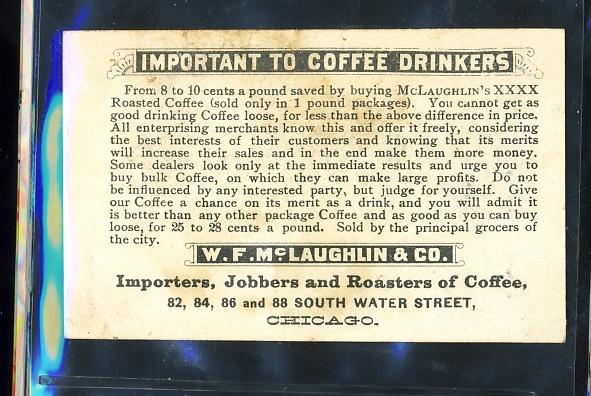 IMPORTANT TO COFFEE DRINKERS
From 8 to 10 cents a pound saved by buying McLAUGHLIN'S XXXX
Roasted Coffee (sold only in 1 pound packages). You cannot get as
good drinking Coffee loose, for less than the above difference in price.
All enterprising merchants know this and offer it freely, considering
the best interests of their customers and knowing that its merits
will increase their sales and in the end make them more money.
Some dealers look only at the immediate results and urge you to
buy bulk Coffee, on which they can make large profits. Do not
be influenced by any interested party, but judge for yourself. Give
our Coffee a chance on its merit as a drink, and you will admit it
is better than any other package Coffee and as good as you can buy
loose, for 25 to 28 cents a pound. Sold by the principal grocers of
the city.
W. F. McLAUGHLIN & CO.
Importers, Jobbers and Roasters of Coffee,
82, 84, 86 and 88 SOUTH WATER STREET,
CHICAGO.